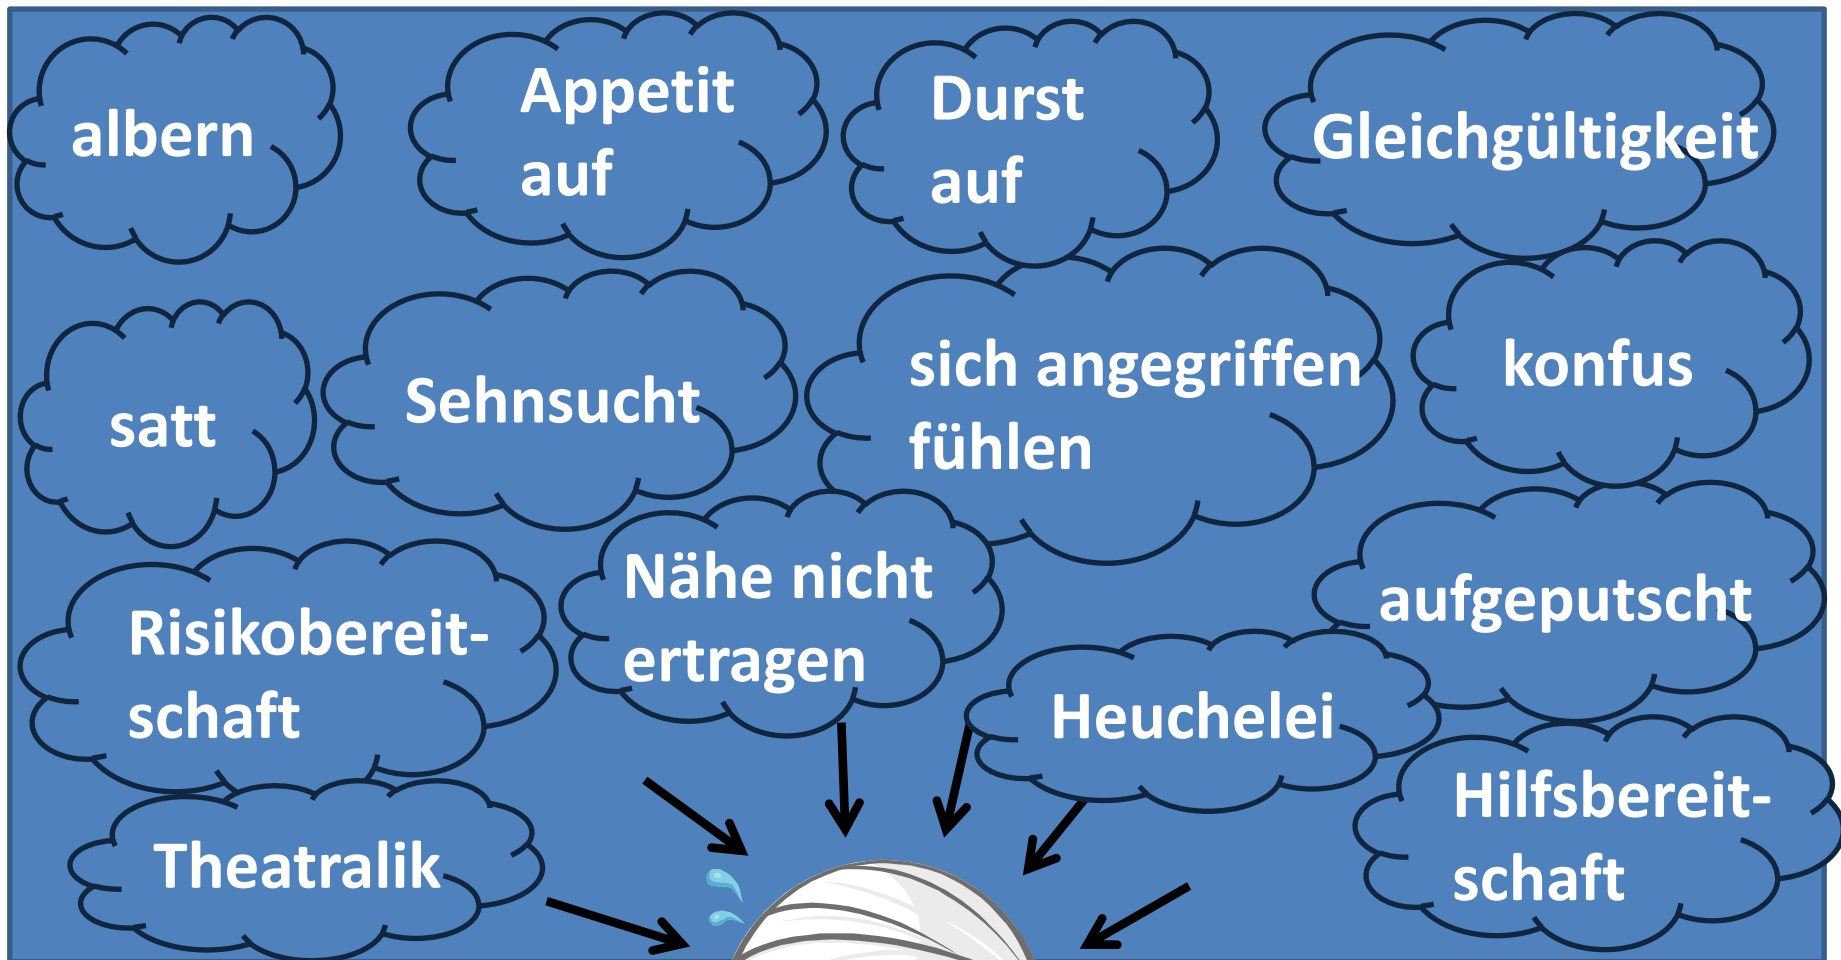 albern
Appetit
auf
Durst
auf
Gleichgültigkeit
satt
Sehnsucht
sich angegriffen
fühlen
konfus
Risikobereit-
schaft
Nähe nicht
ertragen
aufgeputscht
Heuchelei
Theatralik
Hilfsbereit-
schaft